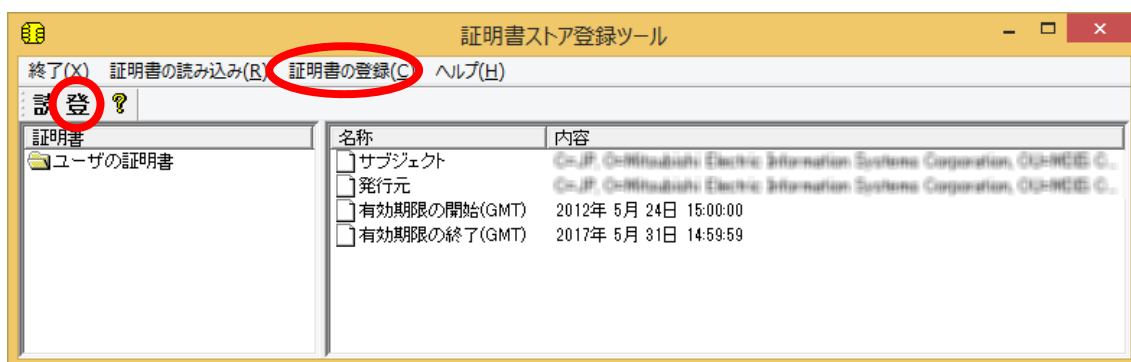 証明書ストア登録ツール
終了(X) 証明書の読み込み(R) 証明書の登録(C) ヘルプ(H)
読 登 ?
証明書 名称 内容
ユーザの証明書 サブジェクト
発行元
有効期限の開始(GMT) 2012年 5月 24日 15:00:00
有効期限の終了(GMT) 2017年 5月 31日 14:59:59